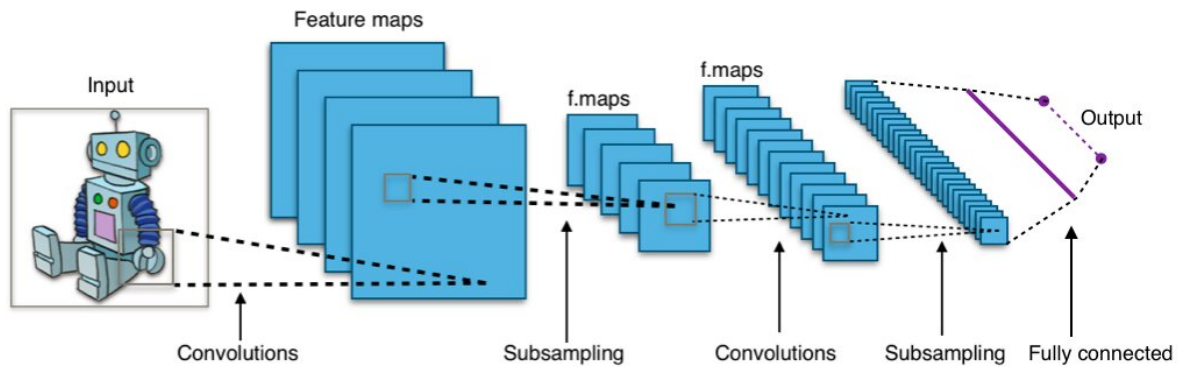 Feature maps
Input
f.maps
f.maps
Output
Convolutions
Subsampling
Convolutions
Subsampling
Fully connected